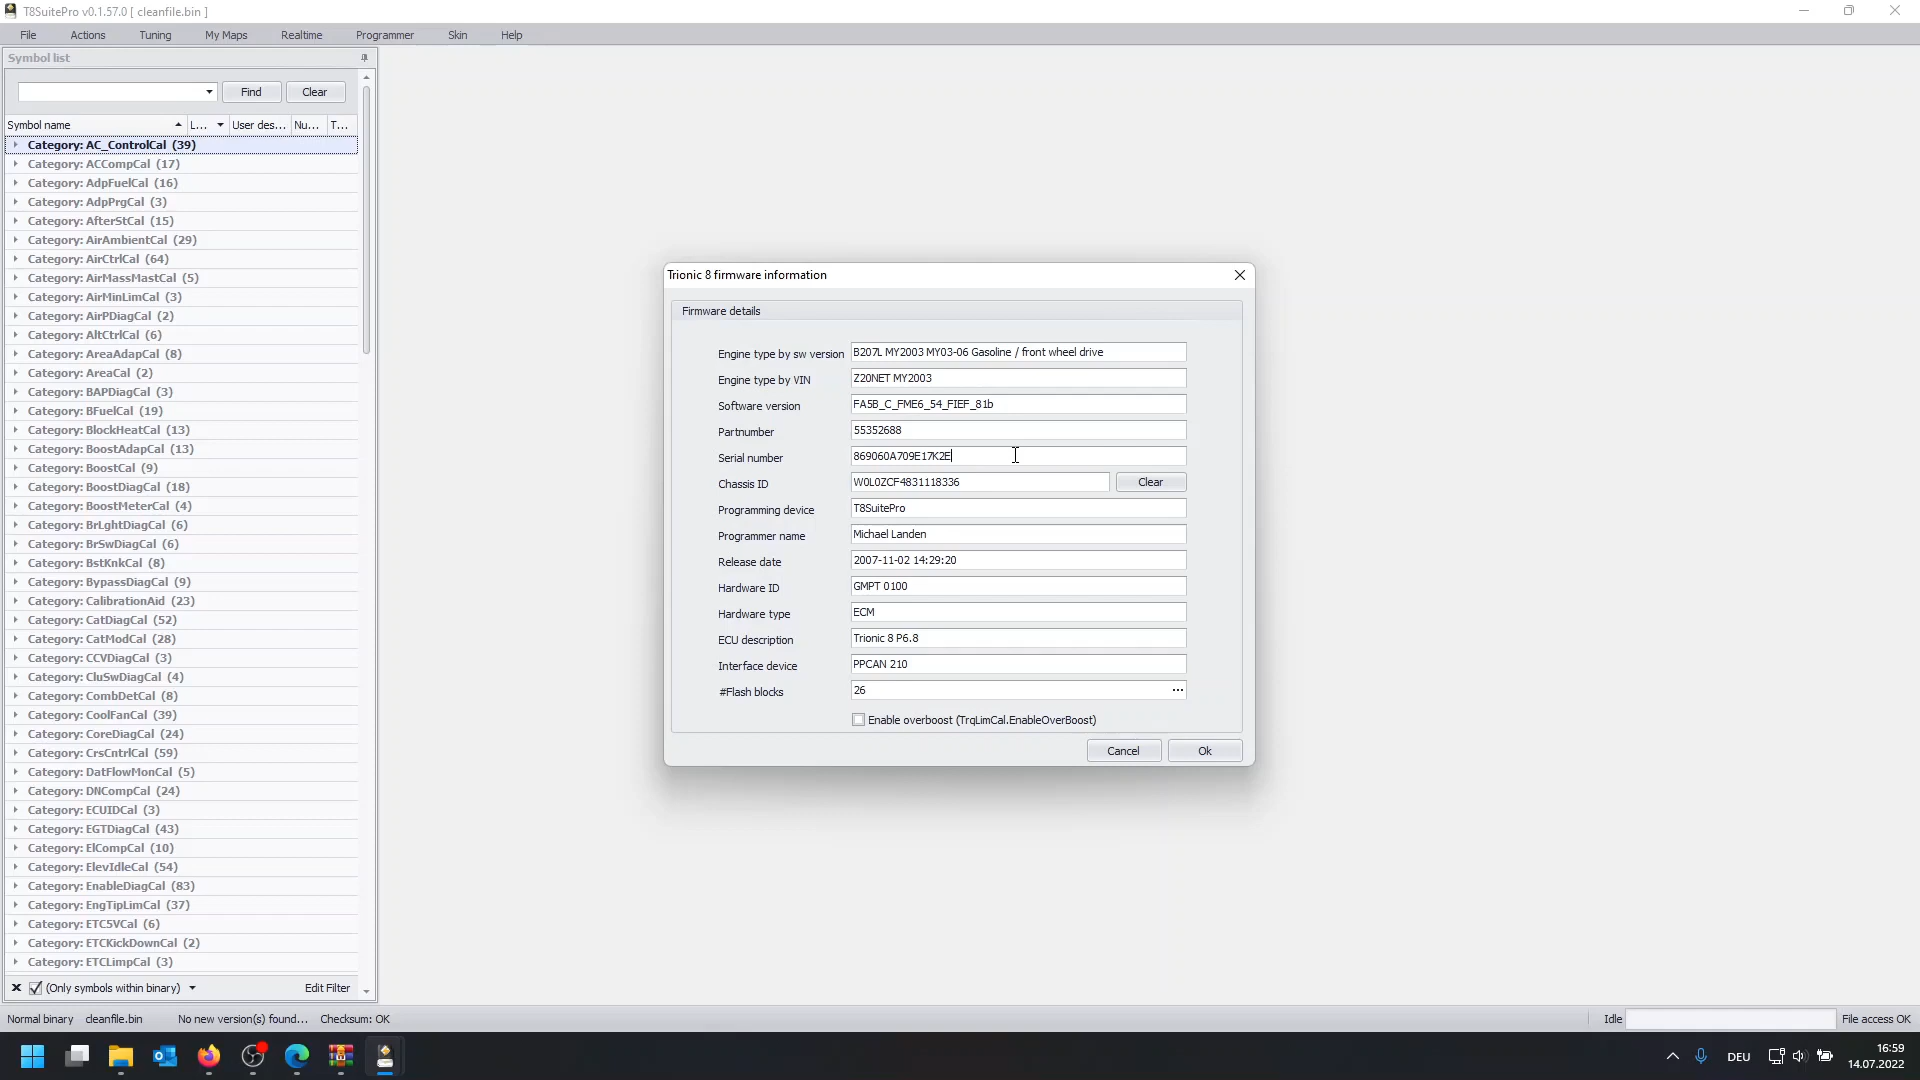 T8SuitePro v0.1.57.0 [ cleanfile.bin ]
File Actions Tuning My Maps Realtime Programmer Skin Help
Symbol list
Find Clear
Symbol name L... User des... Nu... T...
Category: AC_ControlCal (39)
Category: ACCompCal (17)
Category: AdpFuelCal (16)
Category: AdpPrgCal (3)
Category: AfterStCal (15)
Category: AirAmbientCal (29)
Category: AirCtrlCal (64)
Category: AirMassMastCal (5)
Category: AirMinLimCal (3)
Category: AirPDiagCal (2)
Category: AltCtrlCal (6)
Category: AreaAdapCal (8)
Category: AreaCal (2)
Category: BAPDiagCal (3)
Category: BFuelCal (19)
Category: BlockHeatCal (13)
Category: BoostAdapCal (13)
Category: BoostCal (9)
Category: BoostDiagCal (18)
Category: BoostMeterCal (4)
Category: BrLghtDiagCal (6)
Category: BrSwDiagCal (6)
Category: BstKnkCal (8)
Category: BypassDiagCal (9)
Category: CalibrationAid (23)
Category: CatDiagCal (52)
Category: CatModCal (28)
Category: CCVDiagCal (3)
Category: CluSwDiagCal (4)
Category: CombDetCal (8)
Category: CoolFanCal (39)
Category: CoreDiagCal (24)
Category: CrsCntrlCal (59)
Category: DatFlowMonCal (5)
Category: DNCompCal (24)
Category: ECUIDCal (3)
Category: EGTDiagCal (43)
Category: ElCompCal (10)
Category: ElevIdleCal (54)
Category: EnableDiagCal (83)
Category: EngTipLimCal (37)
Category: ETC5VCal (6)
Category: ETCKickDownCal (2)
Category: ETCLimpCal (3)
(Only symbols within binary) Edit Filter
Trionic 8 firmware information
Firmware details
Engine type by sw version B207L MY2003 MY03-06 Gasoline / front wheel drive
Engine type by VIN Z20NET MY2003
Software version FA5B_C_FME6_54_FIEF_81b
Partnumber 55352688
Serial number 869060A709E17K2E
Chassis ID W0L0ZCF4831118336 Clear
Programming device T8SuitePro
Programmer name Michael Landen
Release date 2007-11-02 14:29:20
Hardware ID GMPT 0100
Hardware type ECM
ECU description Trionic 8 P6.8
Interface device PPCAN 210
#Flash blocks 26 ...
Enable overboost (TrqLimCal.EnableOverBoost)
Cancel Ok
Normal binary cleanfile.bin No new version(s) found... Checksum: OK Idle File access OK
DEU
16:59
14.07.2022